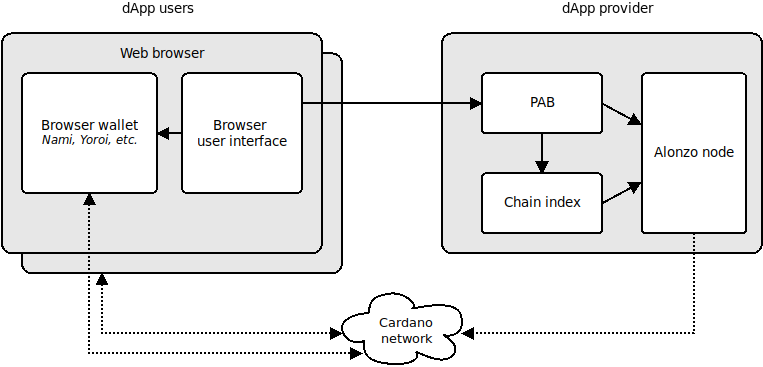 dApp users
dApp provider
Web browser
Browser wallet
Nami, Yoroi, etc.
Browser
user interface
PAB
Chain index
Alonzo node
Cardano
network